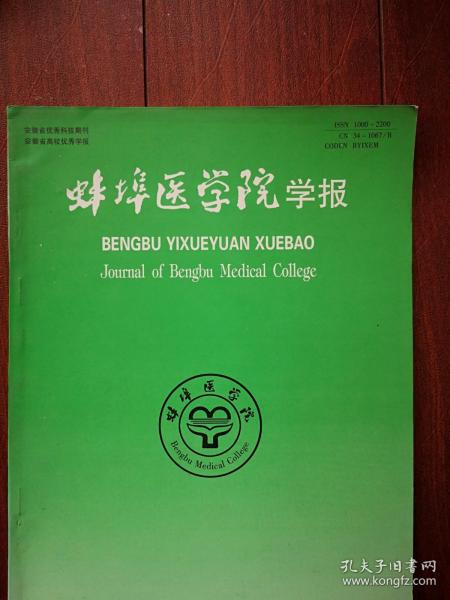 安徽省优秀科技期刊
安徽省高校优秀学报
ISSN 1000-2200
CN 34-1067/R
CODEN BYIXEM
蚌埠医学院学报
BENGBU YIXUEYUAN XUEBAO
Journal of Bengbu Medical College
蚌埠医学院
Bengbu Medical College
孔夫子旧书网
www.kongfz.com